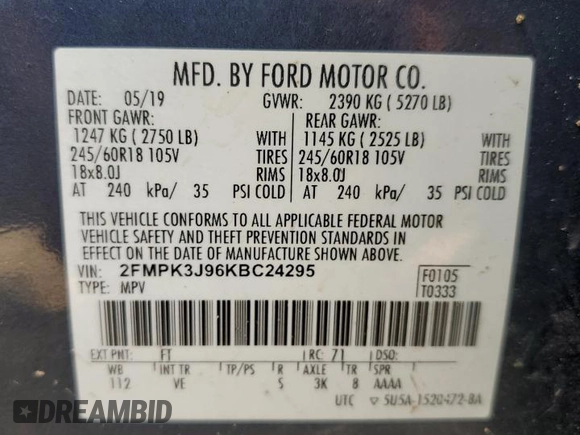 MFD. BY FORD MOTOR CO.
DATE: 05/19 GVWR: 2390 KG ( 5270 LB)
FRONT GAWR: REAR GAWR:
1247 KG ( 2750 LB) WITH 1145 KG ( 2525 LB) WITH
245/60R18 105V TIRES 245/60R18 105V TIRES
18x8.0J RIMS 18x8.0J RIMS
AT 240 kPa/ 35 PSI COLD AT 240 kPa/ 35 PSI COLD
THIS VEHICLE CONFORMS TO ALL APPLICABLE FEDERAL MOTOR
VEHICLE SAFETY AND THEFT PREVENTION STANDARDS IN
EFFECT ON THE DATE OF MANUFACTURE SHOWN ABOVE.
VIN: 2FMPK3J96KBC24295 F0105
TYPE: MPV T0333
EXT PNT: FT RC: 71 DSO:
WB INT TR TP/PS R AXLE TR SPR
112 VE S 3K 8 AAAA
UTC ▽ 5U5A-1520472-BA
DREAMBID